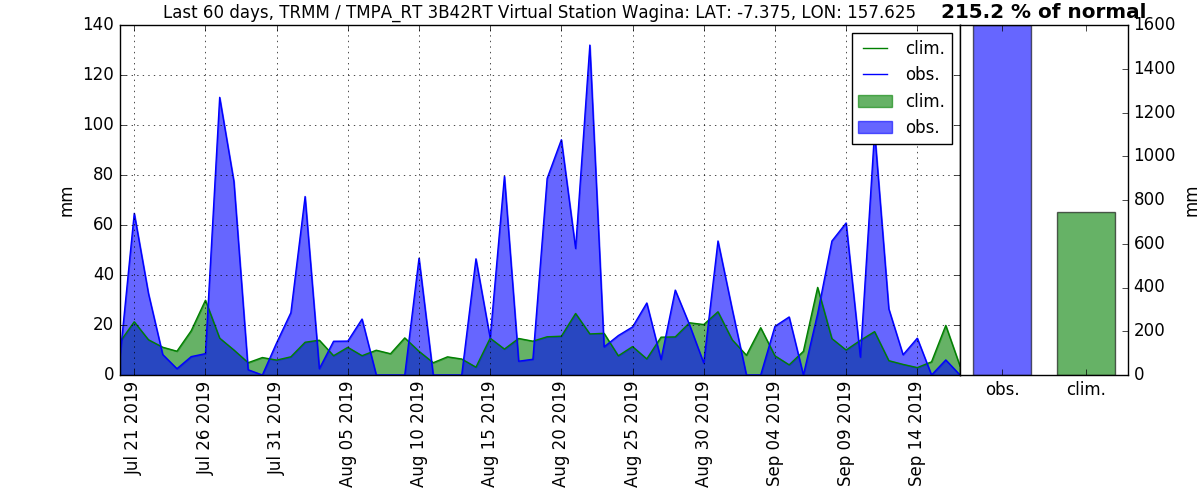 Last 60 days, TRMM / TMPA_RT 3B42RT Virtual Station Wagina: LAT: -7.375, LON: 157.625
215.2 % of normal
140
120
100
80
60
40
20
0
mm
clim.
obs.
clim.
obs.
1600
1400
1200
1000
800
600
400
200
0
mm
Jul 21 2019
Jul 26 2019
Jul 31 2019
Aug 05 2019
Aug 10 2019
Aug 15 2019
Aug 20 2019
Aug 25 2019
Aug 30 2019
Sep 04 2019
Sep 09 2019
Sep 14 2019
obs.
clim.